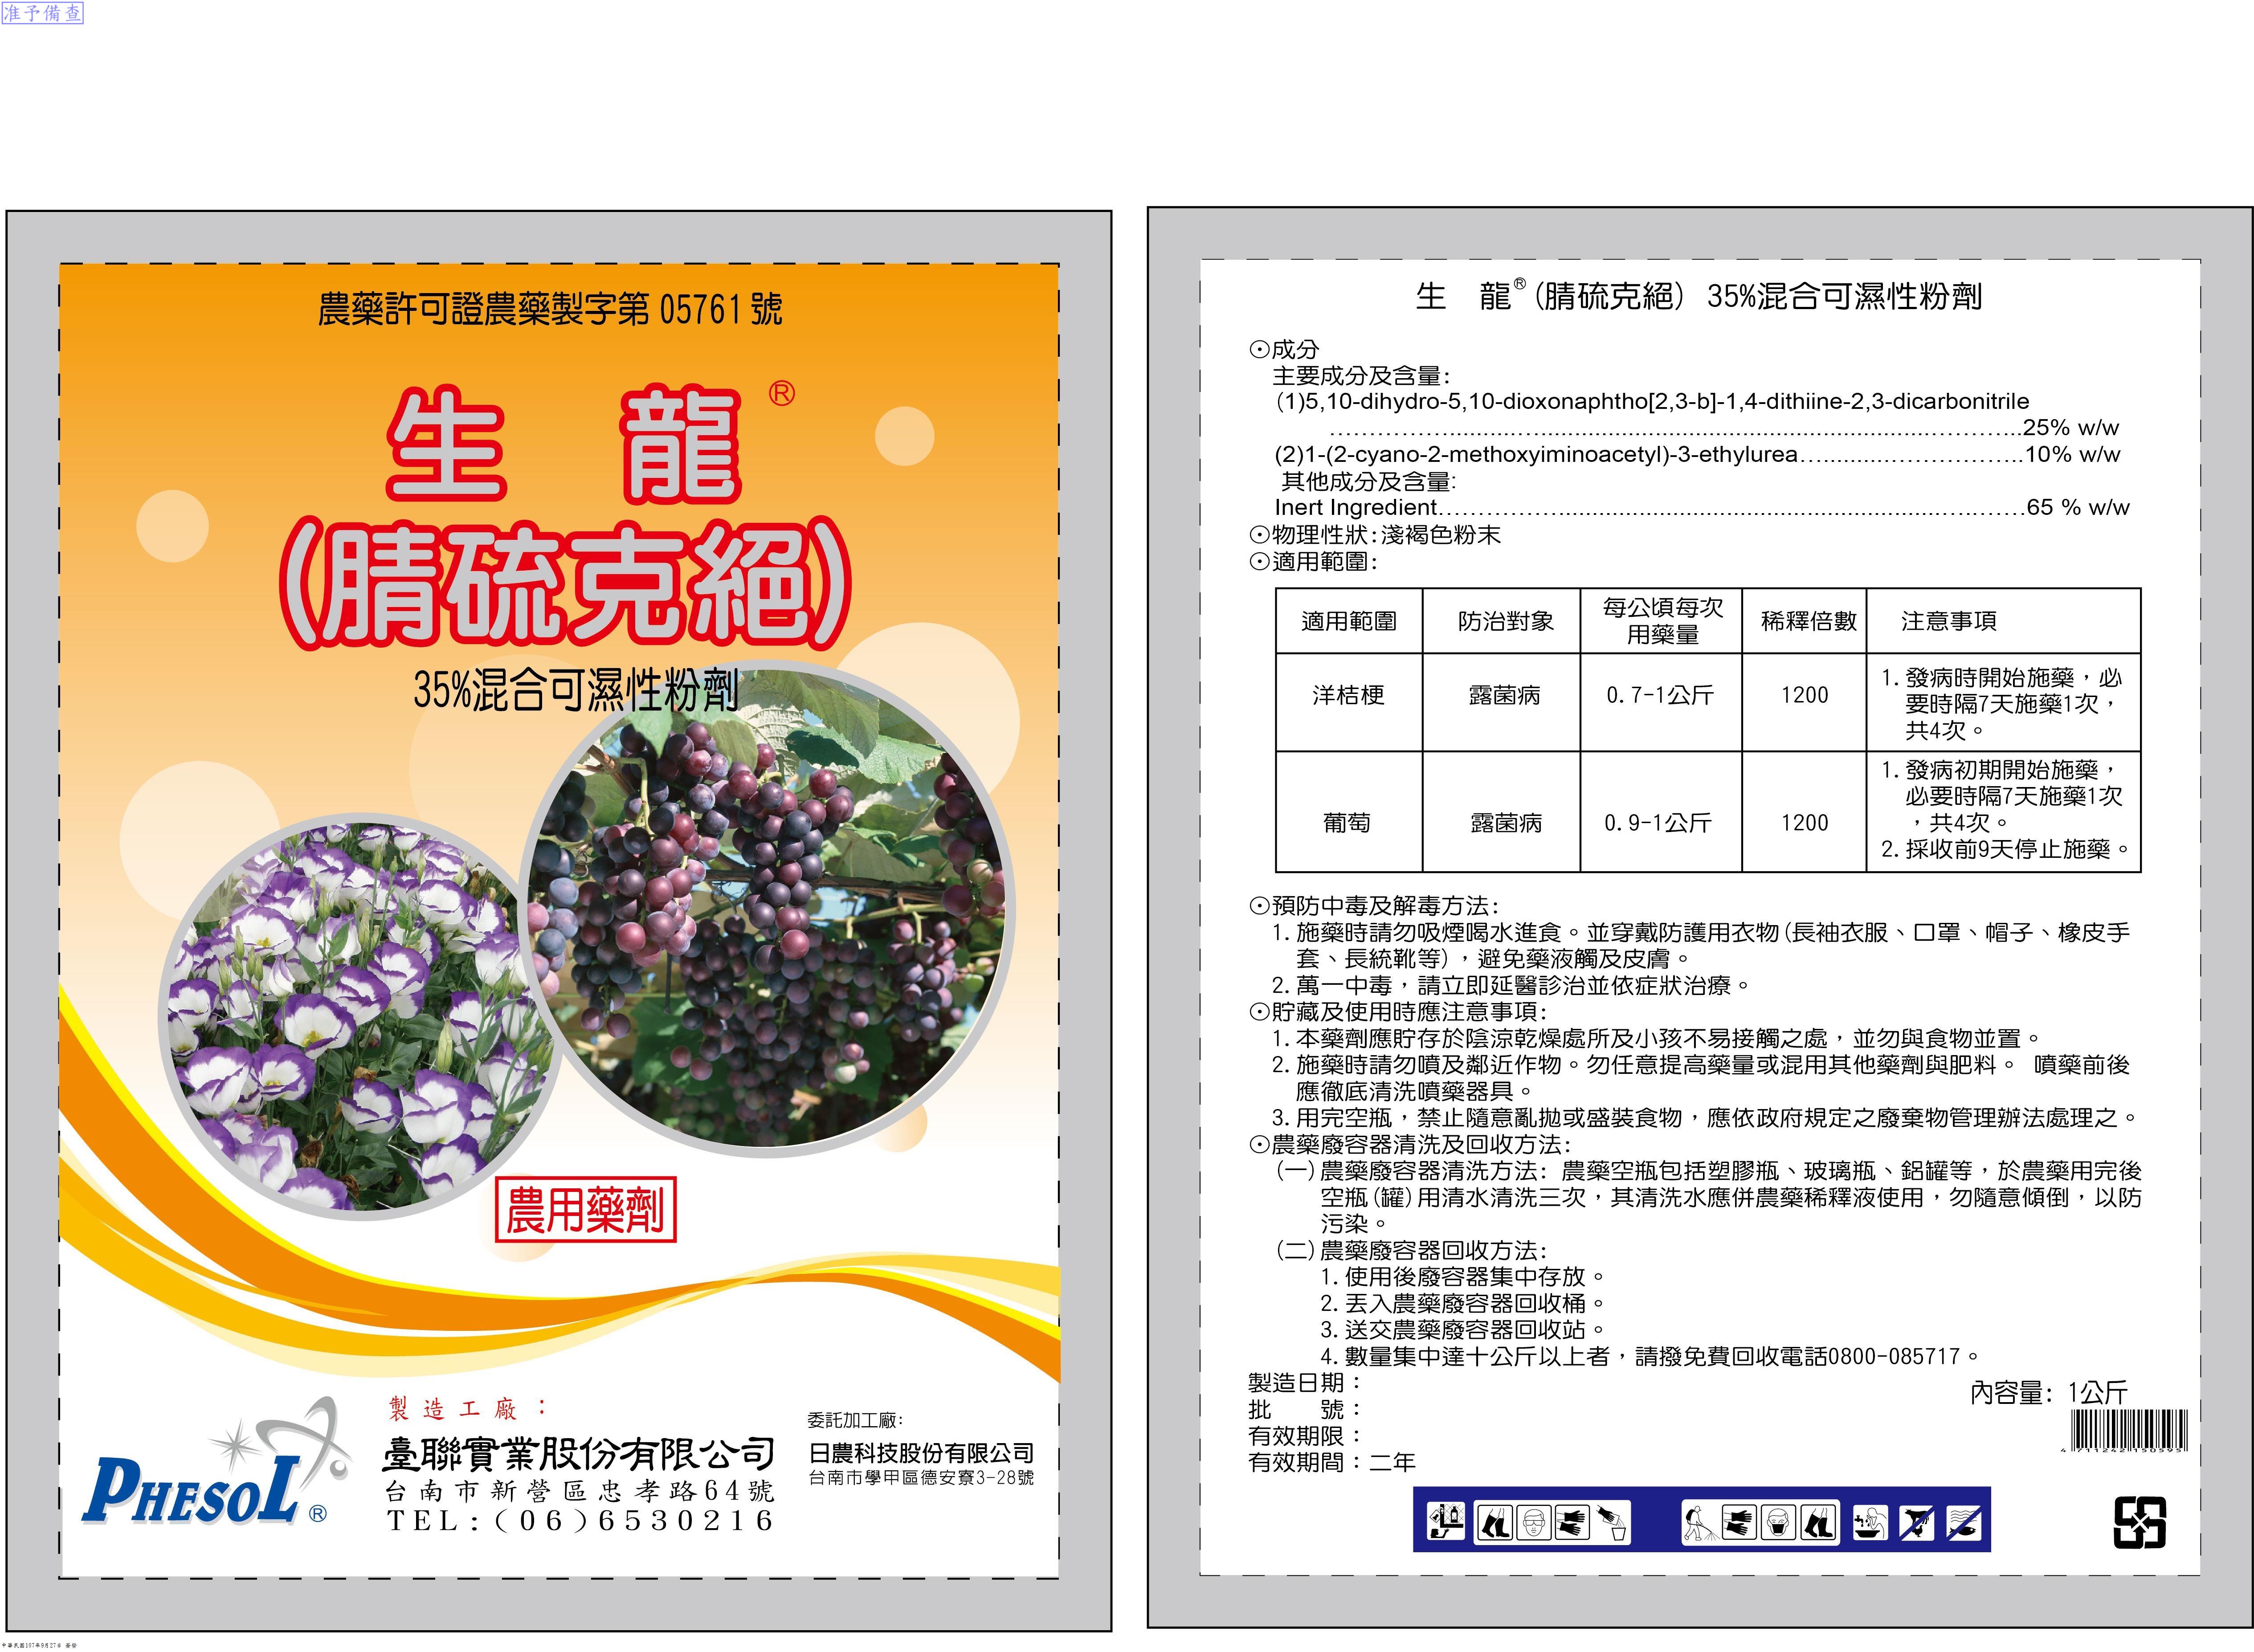 准予備查
農藥許可證農藥製字第 05761 號
生 龍®
(腈硫克絕)
35%混合可濕性粉劑
農用藥劑
PHESOL®
製造工廠：
臺聯實業股份有限公司
台南市新營區忠孝路64號
TEL:(06)6530216
委託加工廠:
日農科技股份有限公司
台南市學甲區德安寮3-28號
生 龍®(腈硫克絕) 35%混合可濕性粉劑
⊙成分
主要成分及含量:
(1)5,10-dihydro-5,10-dioxonaphtho[2,3-b]-1,4-dithiine-2,3-dicarbonitrile
……………………………………………………………25% w/w
(2)1-(2-cyano-2-methoxyiminoacetyl)-3-ethylurea……………………10% w/w
其他成分及含量:
Inert Ingredient……………………………………………………65 % w/w
⊙物理性狀:淺褐色粉末
⊙適用範圍:
適用範圍 防治對象 每公頃每次 稀釋倍數 注意事項
用藥量
洋桔梗 露菌病 0.7-1公斤 1200 1.發病時開始施藥，必
要時隔7天施藥1次，
共4次。
葡萄 露菌病 0.9-1公斤 1200 1.發病初期開始施藥，
必要時隔7天施藥1次
，共4次。
2.採收前9天停止施藥。
⊙預防中毒及解毒方法:
1.施藥時請勿吸煙喝水進食。並穿戴防護用衣物(長袖衣服、口罩、帽子、橡皮手
套、長統靴等)，避免藥液觸及皮膚。
2.萬一中毒，請立即延醫診治並依症狀治療。
⊙貯藏及使用時應注意事項:
1.本藥劑應貯存於陰涼乾燥處所及小孩不易接觸之處，並勿與食物並置。
2.施藥時請勿噴及鄰近作物。勿任意提高藥量或混用其他藥劑與肥料。 噴藥前後
應徹底清洗噴藥器具。
3.用完空瓶，禁止隨意亂拋或盛裝食物，應依政府規定之廢棄物管理辦法處理之。
⊙農藥廢容器清洗及回收方法:
(一)農藥廢容器清洗方法: 農藥空瓶包括塑膠瓶、玻璃瓶、鋁罐等，於農藥用完後
空瓶(罐)用清水清洗三次，其清洗水應併農藥稀釋液使用，勿隨意傾倒，以防
污染。
(二)農藥廢容器回收方法:
1.使用後廢容器集中存放。
2.丟入農藥廢容器回收桶。
3.送交農藥廢容器回收站。
4.數量集中達十公斤以上者，請撥免費回收電話0800-085717。
製造日期：
批 號：
有效期限：
有效期間：二年
內容量: 1公斤
4711242150595
中華民國107年9月27日